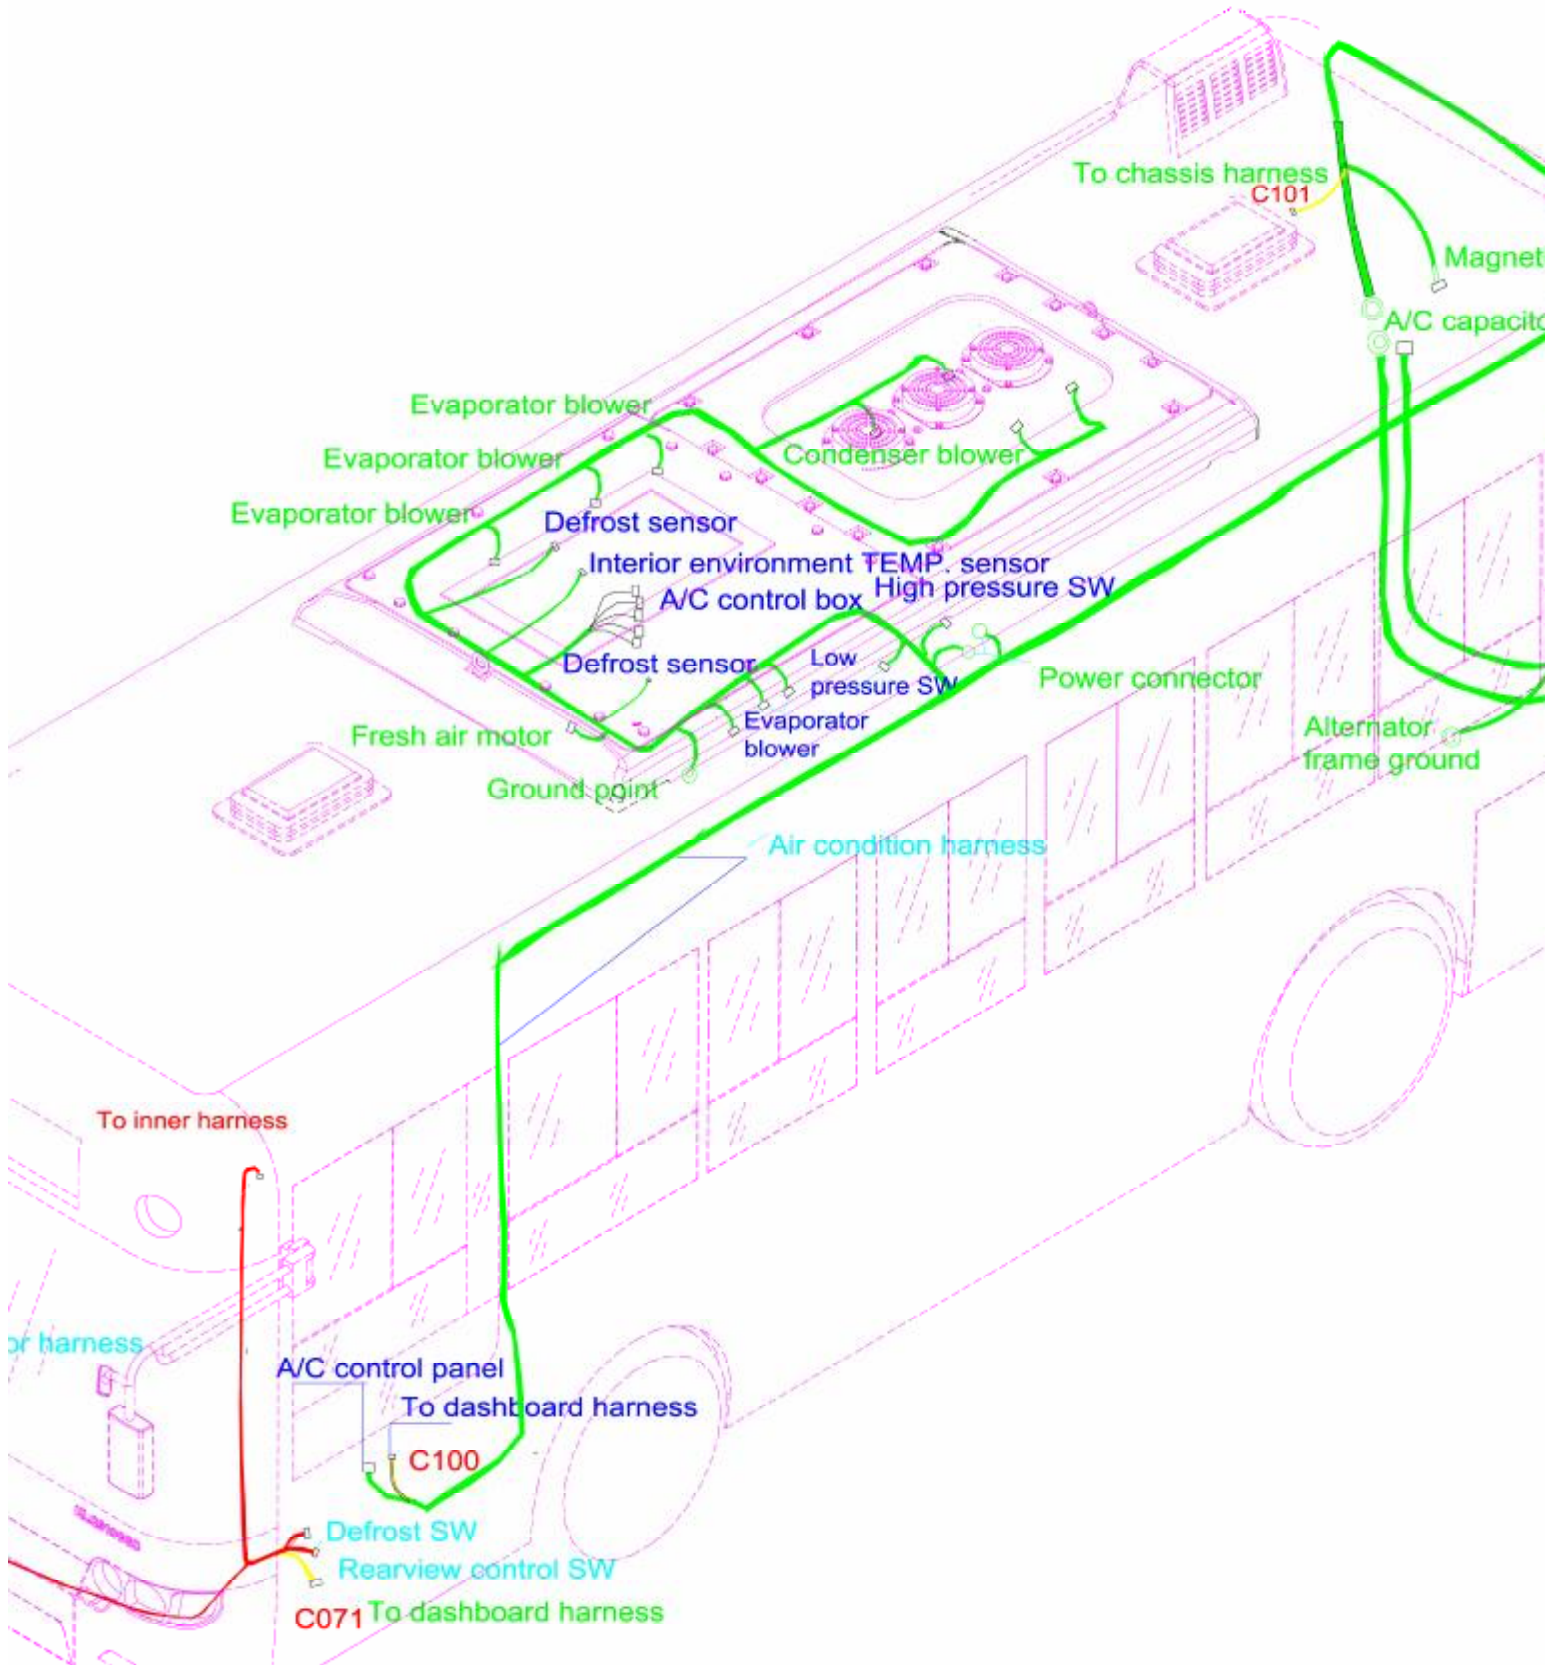 To chassis harness
C101
Magnet
A/C capacito
Evaporator blower
Evaporator blower
Condenser blower
Evaporator blower
Defrost sensor
Interior environment TEMP. sensor
High pressure SW
A/C control box
Defrost sensor
Low
pressure SW
Power connector
Evaporator
blower
Fresh air motor
Alternator
frame ground
Ground point
Air condition harness
To inner harness
or harness
A/C control panel
To dashboard harness
C100
Defrost SW
Rearview control SW
C071 To dashboard harness